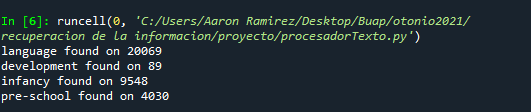 In [6]: runcell(0, 'C:/Users/Aaron Ramirez/Desktop/Buap/otonio2021/
recuperacion de la informacion/proyecto/procesadorTexto.py')
language found on 20069
development found on 89
infancy found on 9548
pre-school found on 4030